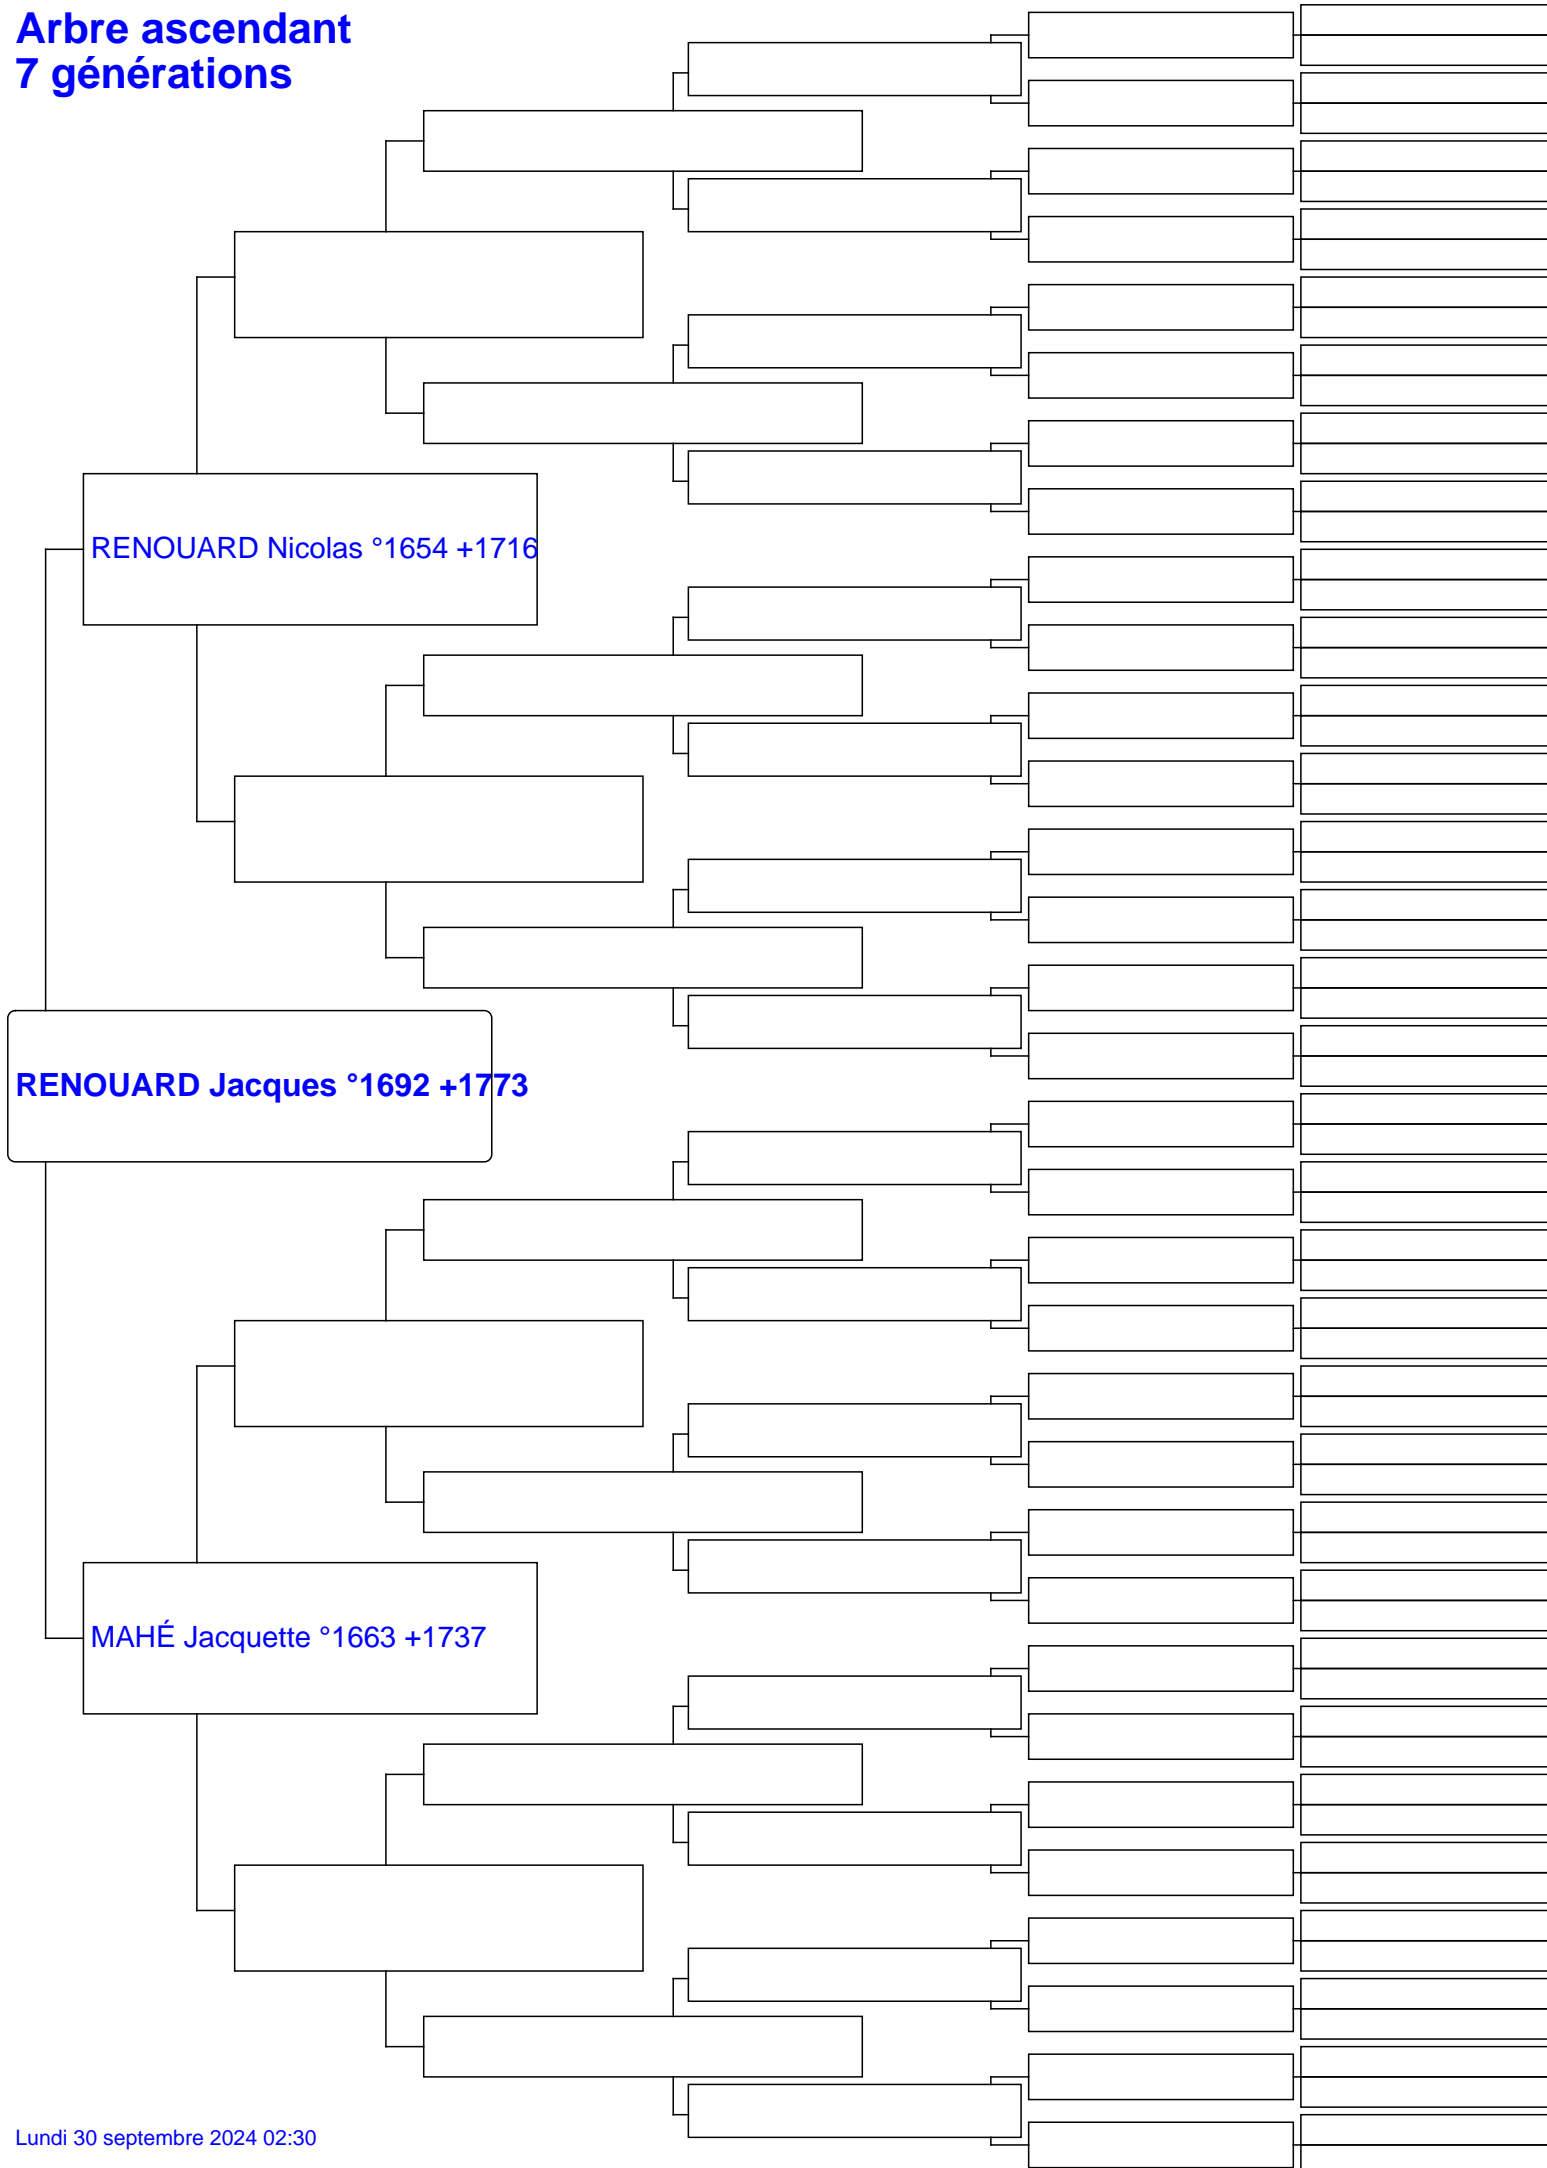 Arbre ascendant
7 générations
RENOUARD Nicolas °1654 +1716
RENOUARD Jacques °1692 +1773
MAHÉ Jacquette °1663 +1737
Lundi 30 septembre 2024 02:30